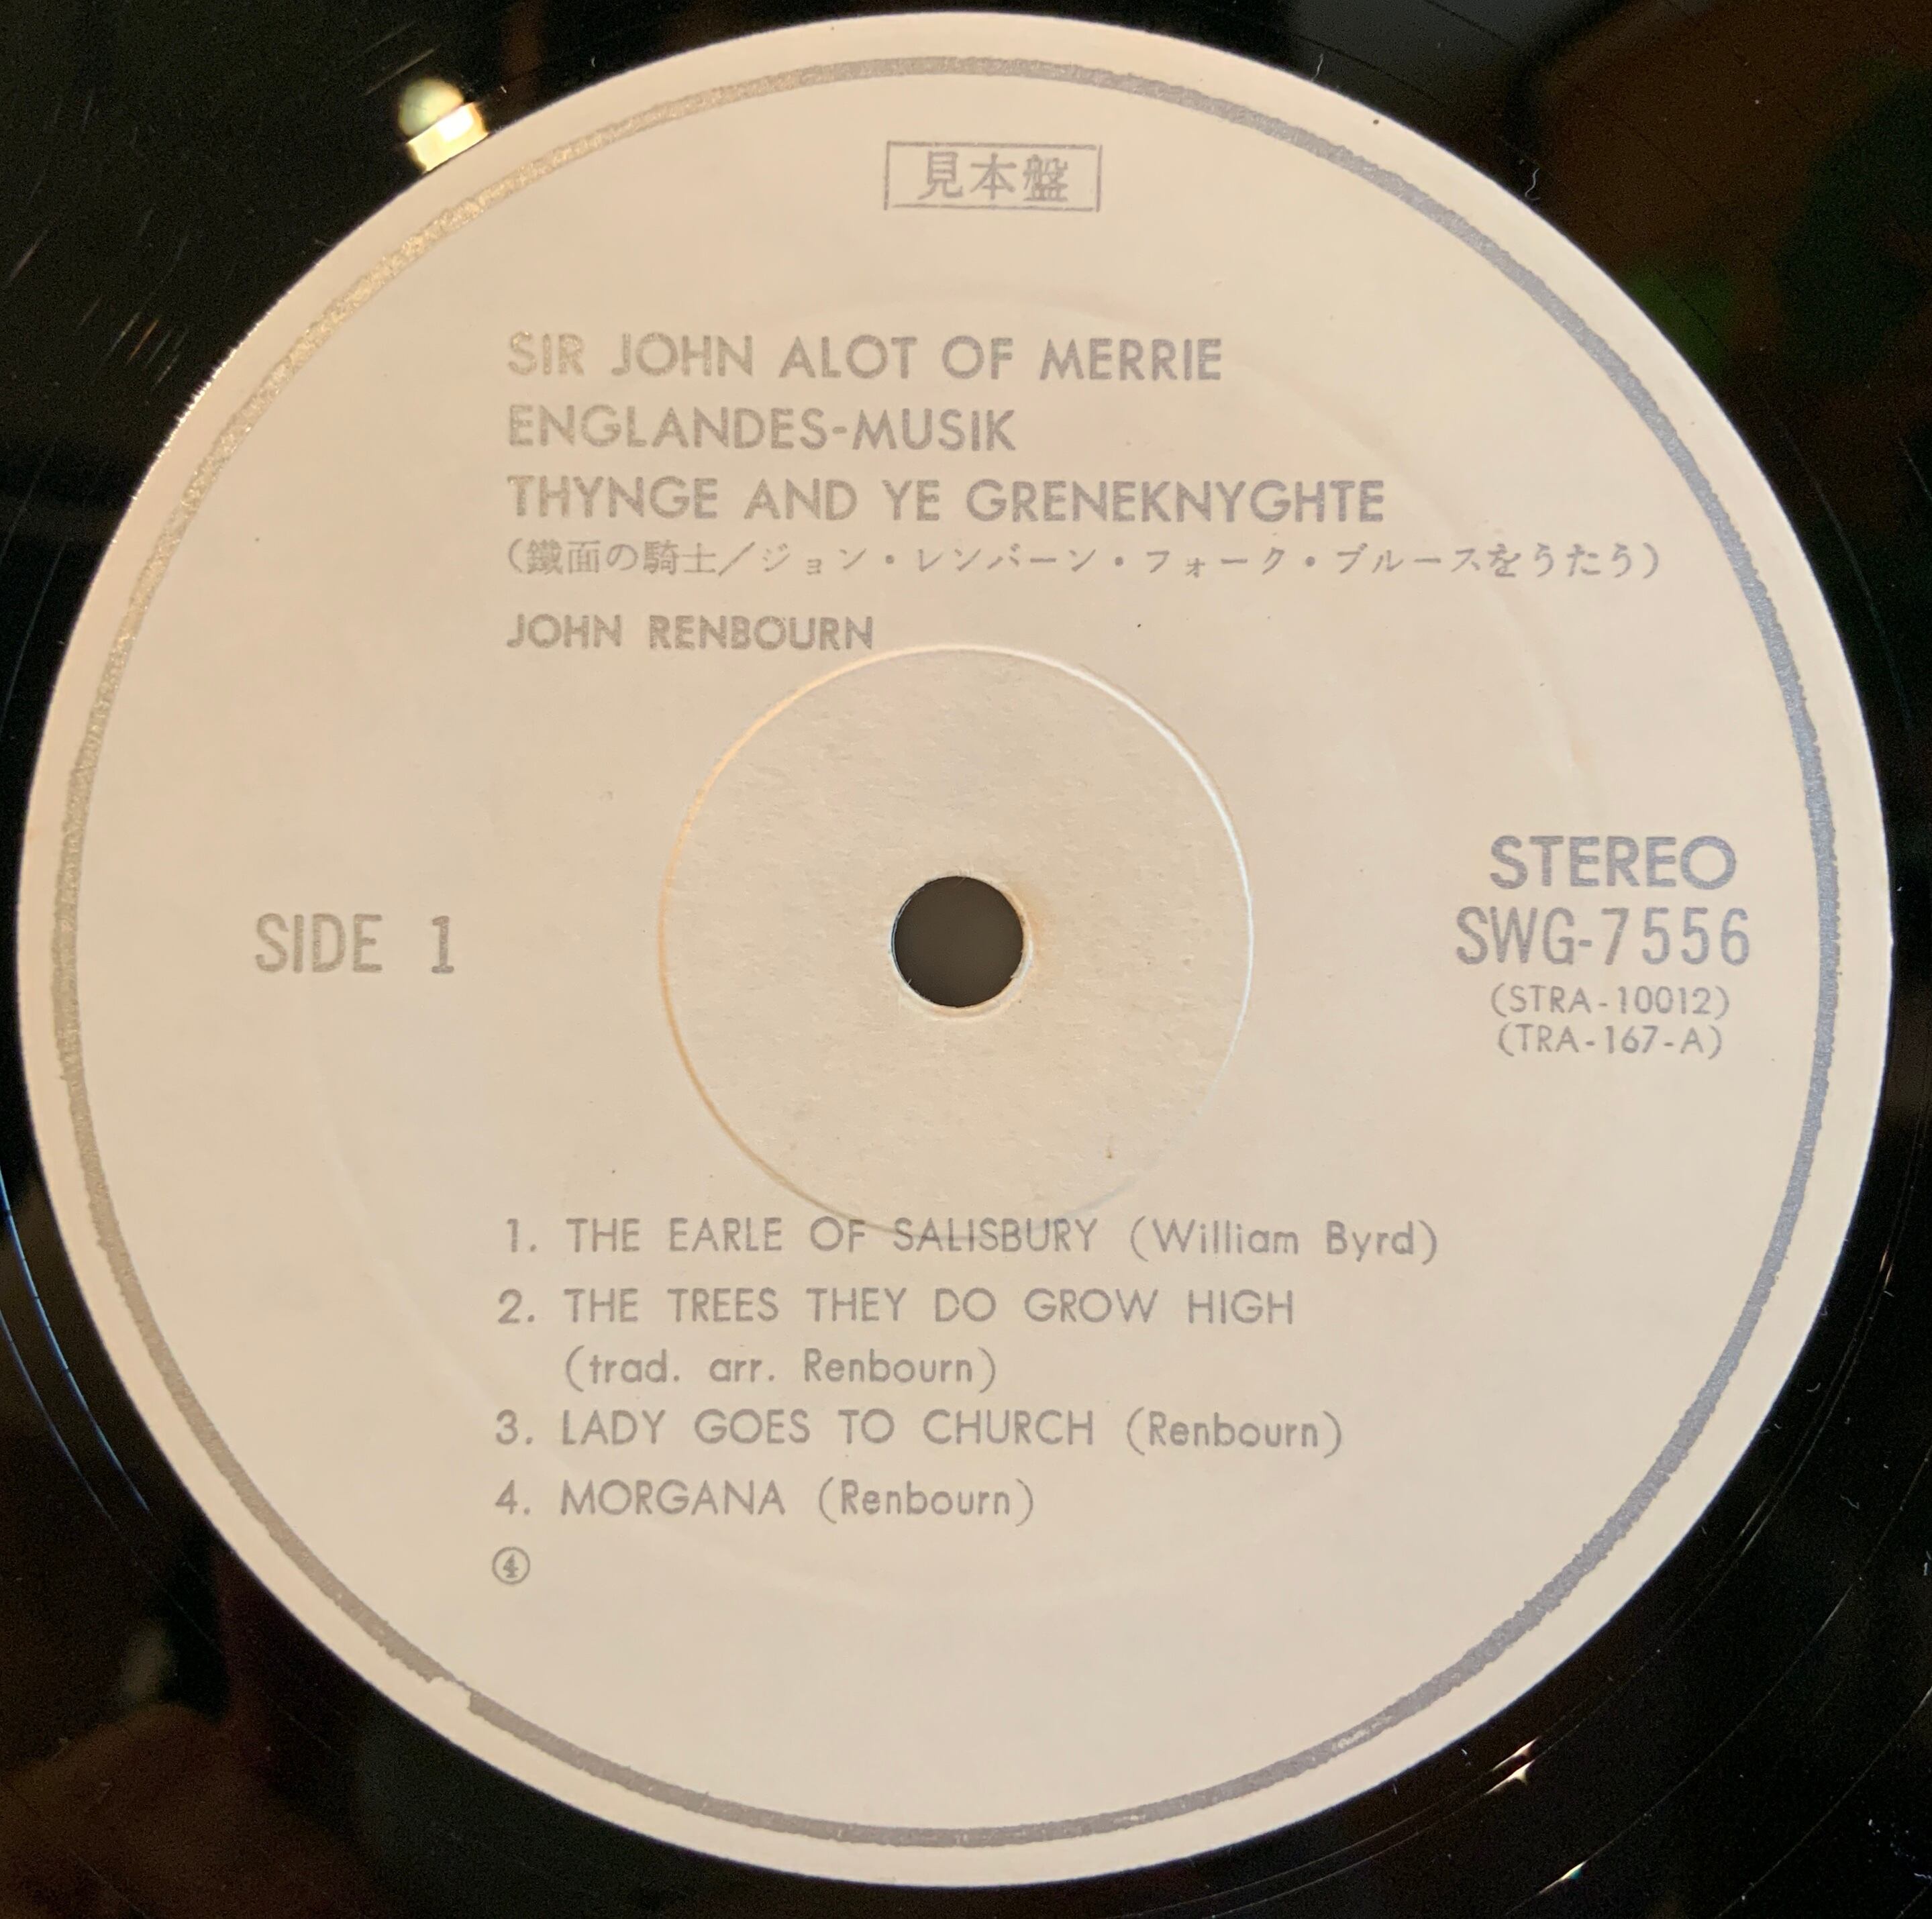 見本盤
SIR JOHN ALOT OF MERRIE
ENGLANDES-MUSIK
THYNGE AND YE GRENEKNYGHTE
(鐵面の騎士/ジョン・レンバーン・フォーク・ブルースをうたう)
JOHN RENBOURN
STEREO
SIDE 1
SWG-7556
(STRA-10012)
(TRA-167-A)
1. THE EARLE OF SALISBURY (William Byrd)
2. THE TREES THEY DO GROW HIGH
(trad. arr. Renbourn)
3. LADY GOES TO CHURCH (Renbourn)
4. MORGANA (Renbourn)
④